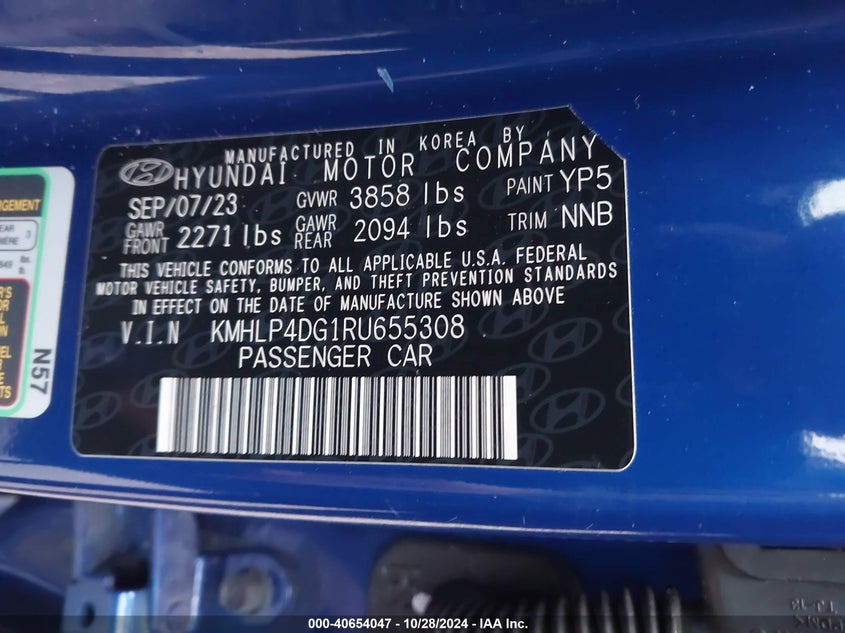 MANUFACTURED IN KOREA BY
HYUNDAI MOTOR COMPANY
SEP/07/23 GVWR 3858 lbs PAINT YP5
GAWR FRONT 2271 lbs GAWR REAR 2094 lbs TRIM NNB
THIS VEHICLE CONFORMS TO ALL APPLICABLE U.S.A. FEDERAL
MOTOR VEHICLE SAFETY, BUMPER, AND THEFT PREVENTION STANDARDS
IN EFFECT ON THE DATE OF MANUFACTURE SHOWN ABOVE
V.I.N KMHLP4DG1RU655308
PASSENGER CAR
N57
000-40654047 - 10/28/2024 - IAA Inc.